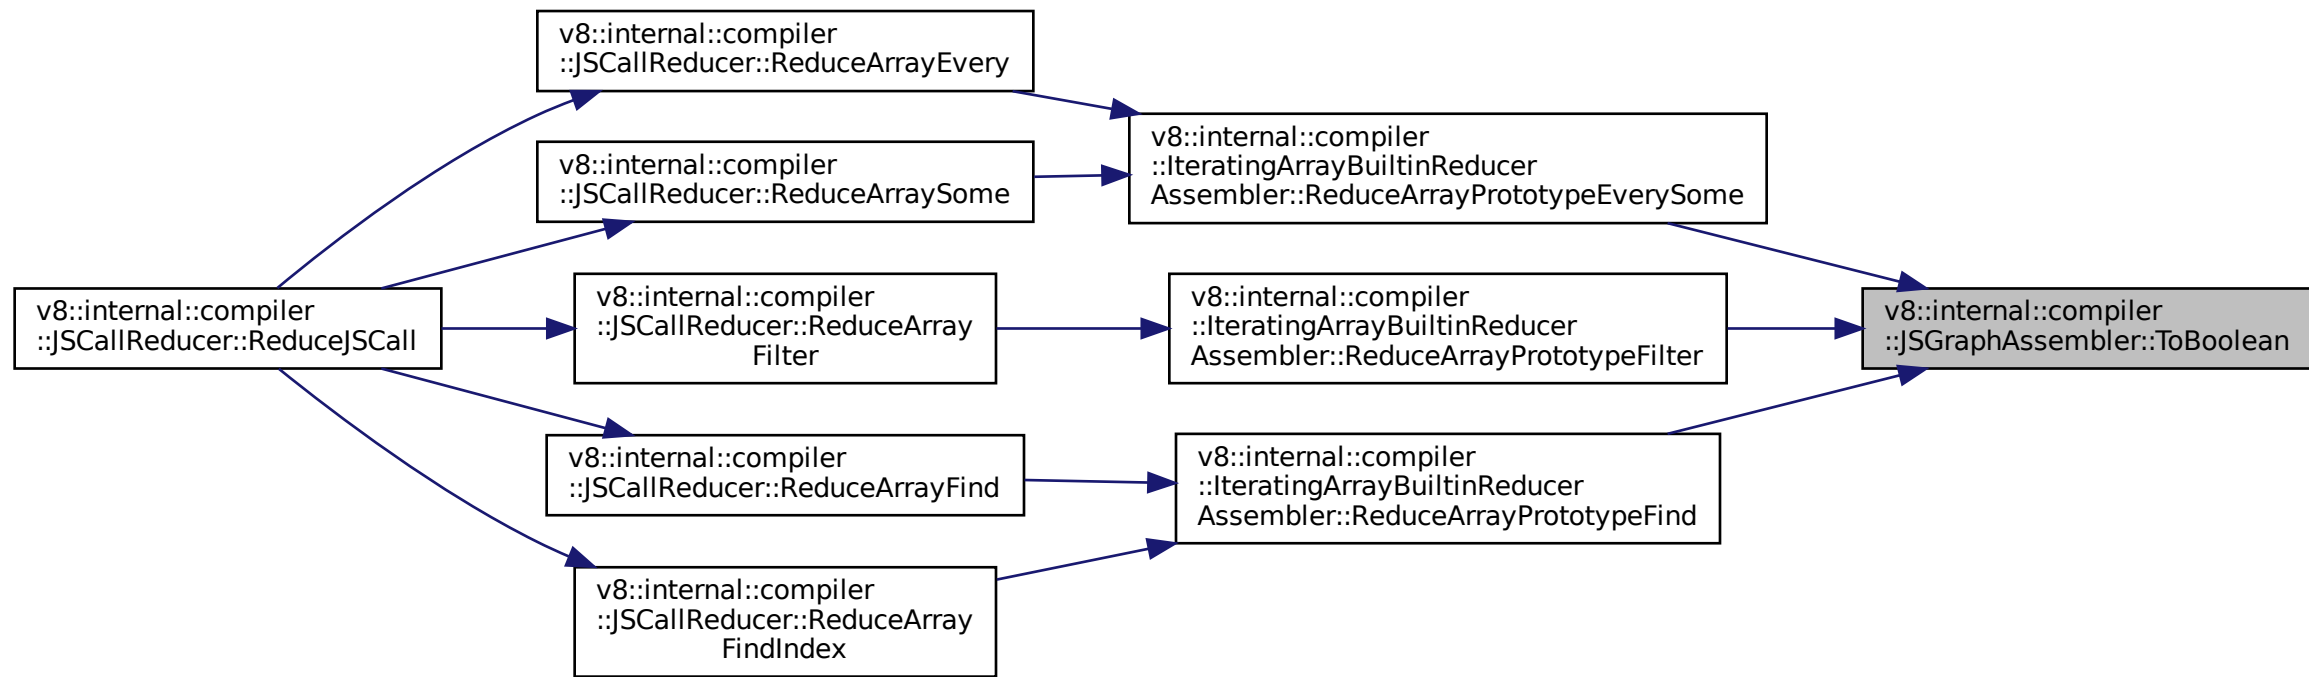 v8::internal::compiler
::JSCallReducer::ReduceArrayEvery
v8::internal::compiler
::IteratingArrayBuiltinReducer
Assembler::ReduceArrayPrototypeEverySome
v8::internal::compiler
::JSCallReducer::ReduceArraySome
v8::internal::compiler
::JSCallReducer::ReduceJSCall
v8::internal::compiler
::JSCallReducer::ReduceArray
Filter
v8::internal::compiler
::IteratingArrayBuiltinReducer
Assembler::ReduceArrayPrototypeFilter
v8::internal::compiler
::JSGraphAssembler::ToBoolean
v8::internal::compiler
::JSCallReducer::ReduceArrayFind
v8::internal::compiler
::IteratingArrayBuiltinReducer
Assembler::ReduceArrayPrototypeFind
v8::internal::compiler
::JSCallReducer::ReduceArray
FindIndex